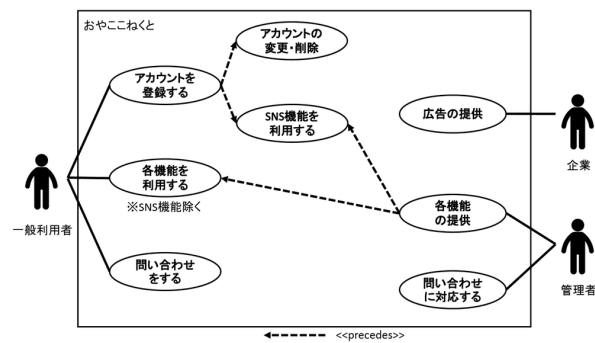 おやここねくと
アカウントの
変更・削除
アカウントを
登録する
SNS機能を
利用する
広告の提供
企業
各機能を
利用する
※SNS機能除く
一般利用者
各機能
の提供
問い合わせ
をする
問い合わせ
に対応する
管理者
<<precedes>>